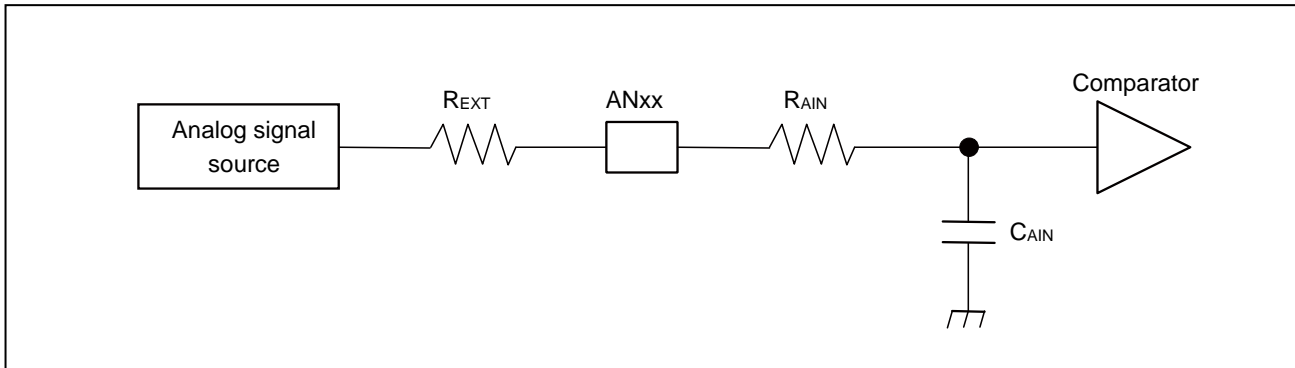 Comparator
REXT
ANxx
RAIN
Analog signal
source
CAIN